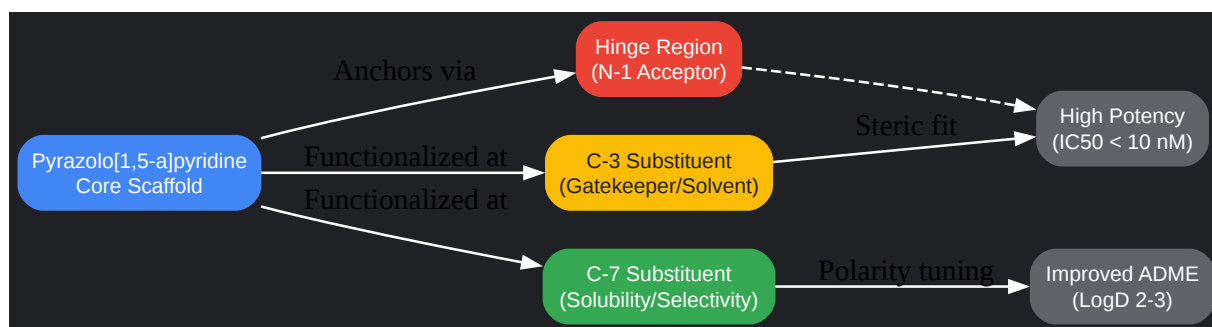 Pyrazolo[1,5-a]pyridine
Core Scaffold
Anchors via
Functionalized at
Functionalized at
Hinge Region
(N-1 Acceptor)
C-3 Substituent
(Gatekeeper/Solvent)
C-7 Substituent
(Solubility/Selectivity)
Steric fit
Polarity tuning
High Potency
(IC50 < 10 nM)
Improved ADME
(LogD 2-3)